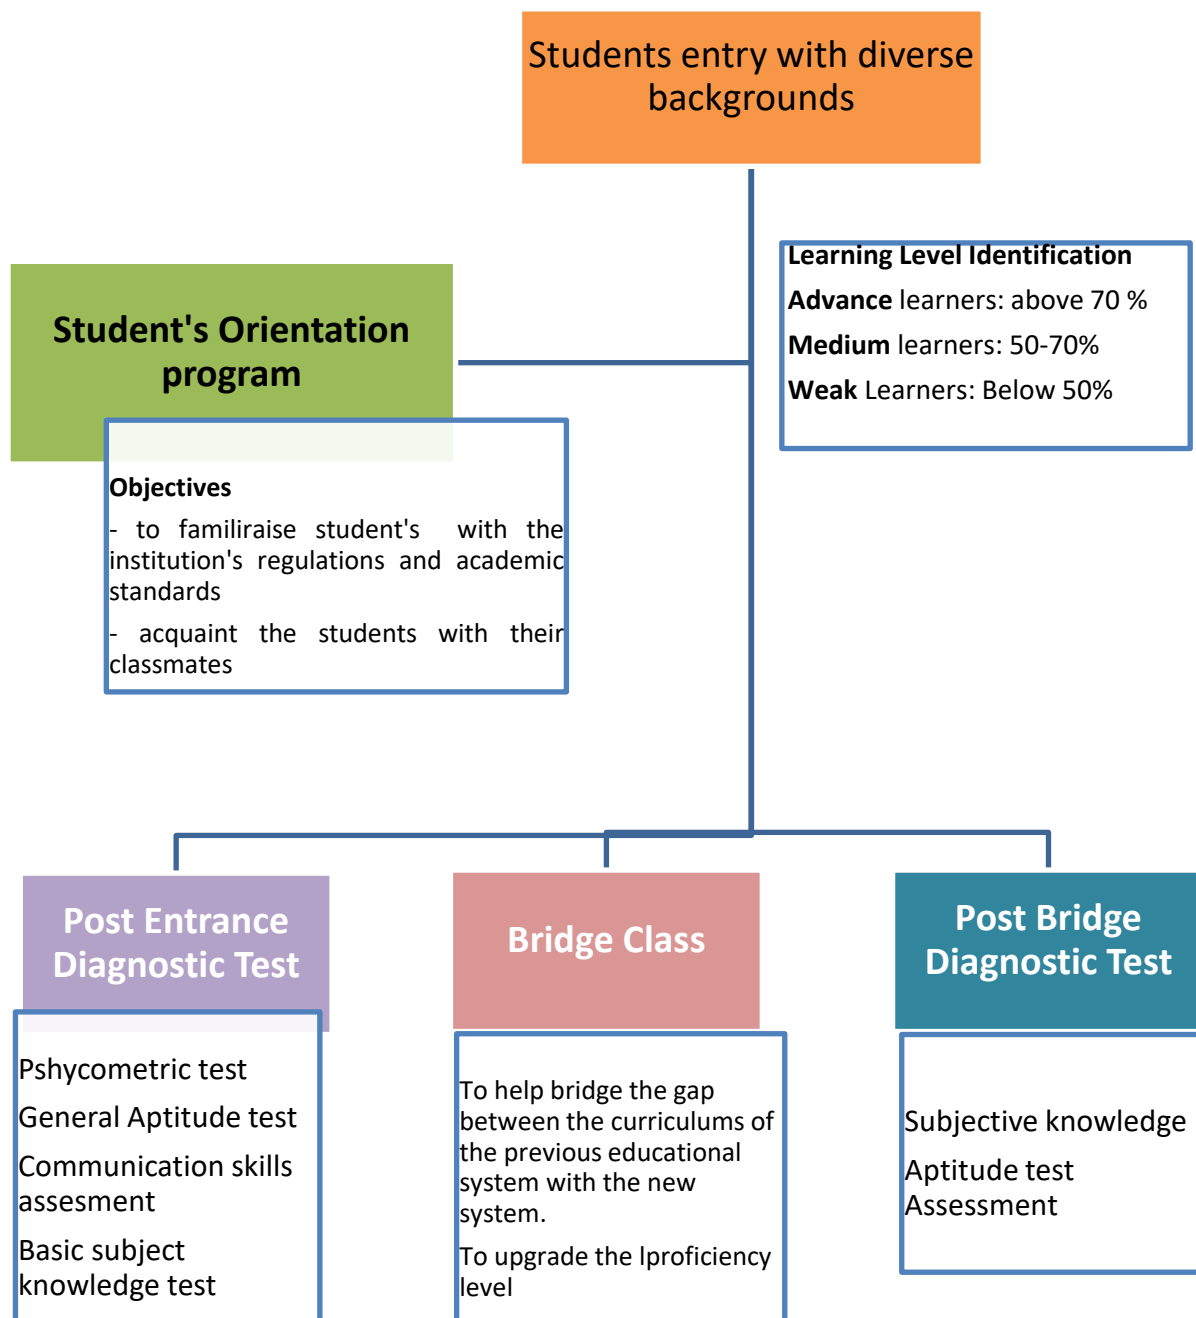 Students entry with diverse
backgrounds
Learning Level Identification
Advance learners: above 70 %
Medium learners: 50-70%
Weak Learners: Below 50%
Student's Orientation
program
Objectives
- to familiraise student's with the
institution's regulations and academic
standards
- acquaint the students with their
classmates
Post Entrance
Diagnostic Test
Pshycometric test
General Aptitude test
Communication skills
assesment
Basic subject
knowledge test
Bridge Class
To help bridge the gap
between the curriculums of
the previous educational
system with the new
system.
To upgrade the lproficiency
level
Post Bridge
Diagnostic Test
Subjective knowledge
Aptitude test
Assessment